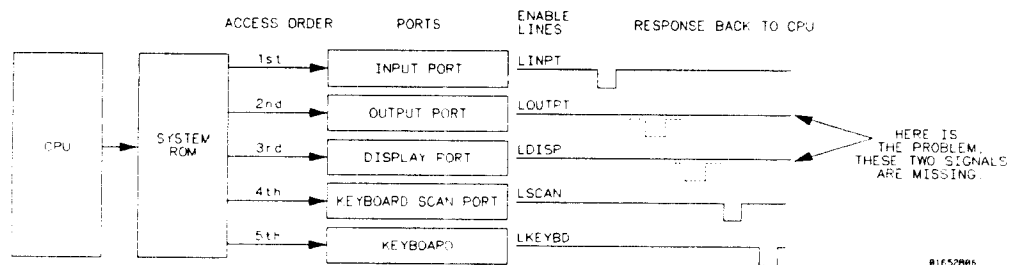 ACCESS ORDER
PORTS
ENABLE
LINES
RESPONSE BACK TO CPU
CPU
SYSTEM
ROM
1st
INPUT PORT
LINPT
2nd
OUTPUT PORT
LOUTPT
3rd
DISPLAY PORT
LDISP
4th
KEYBOARD SCAN PORT
LSCAN
5th
KEYBOARD
LKEYBD
HERE IS
THE PROBLEM.
THESE TWO SIGNALS
ARE MISSING.
01652B06